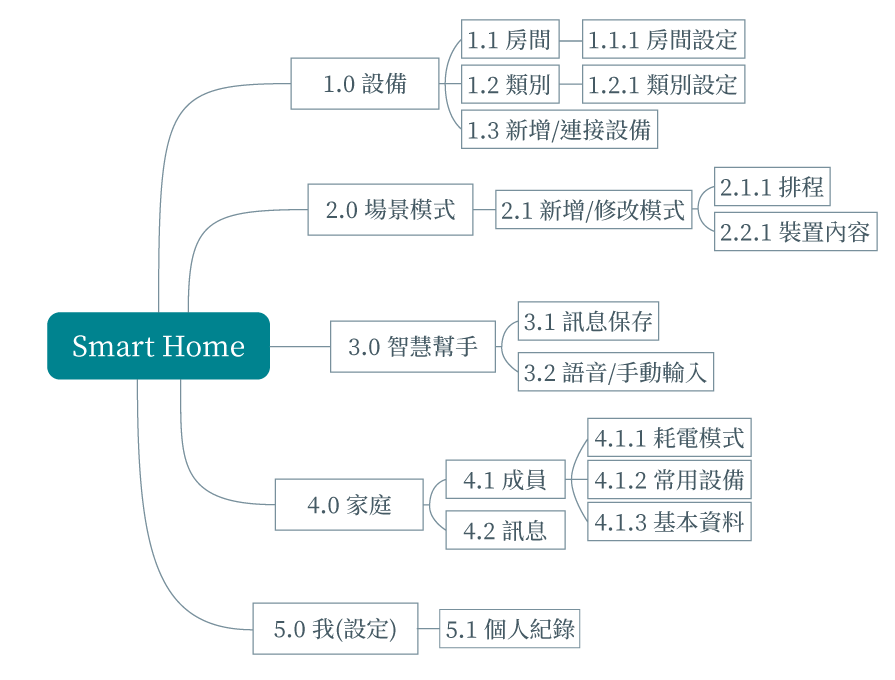 Smart Home
1.0 設備
1.1 房間
1.1.1 房間設定
1.2 類別
1.2.1 類別設定
1.3 新增/連接設備
2.0 場景模式
2.1 新增/修改模式
2.1.1 排程
2.2.1 裝置內容
3.0 智慧幫手
3.1 訊息保存
3.2 語音/手動輸入
4.0 家庭
4.1 成員
4.1.1 耗電模式
4.1.2 常用設備
4.1.3 基本資料
4.2 訊息
5.0 我(設定)
5.1 個人紀錄